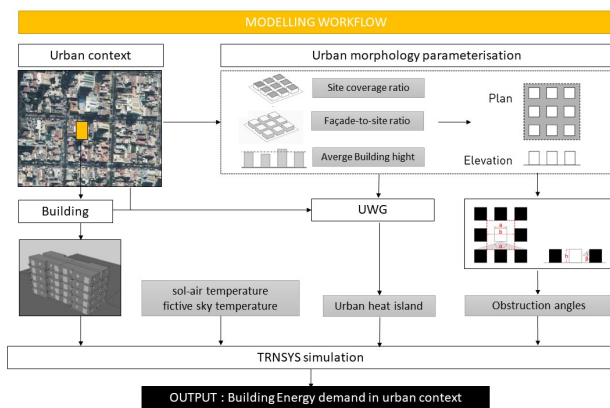 MODELLING WORKFLOW
Urban context
Urban morphology parameterisation
Site coverage ratio
Façade-to-site ratio
Averge Building hight
Plan
Elevation
Building
UWG
a
b
h
sol-air temperature
fictive sky temperature
Urban heat island
Obstruction angles
TRNSYS simulation
OUTPUT : Building Energy demand in urban context